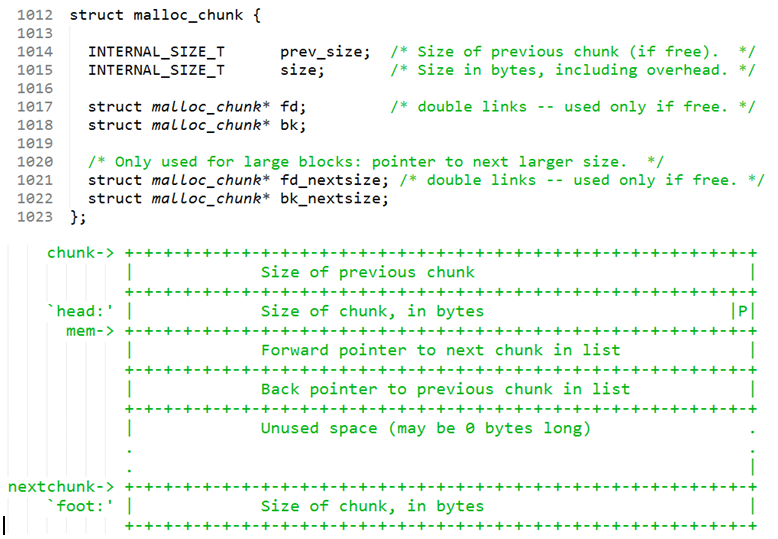 1012 struct malloc_chunk {
1013
1014   INTERNAL_SIZE_T      prev_size;  /* Size of previous chunk (if free).  */
1015   INTERNAL_SIZE_T      size;       /* Size in bytes, including overhead. */
1016
1017   struct malloc_chunk* fd;         /* double links -- used only if free. */
1018   struct malloc_chunk* bk;
1019
1020   /* Only used for large blocks: pointer to next larger size.  */
1021   struct malloc_chunk* fd_nextsize; /* double links -- used only if free. */
1022   struct malloc_chunk* bk_nextsize;
1023 };
    chunk-> +-+-+-+-+-+-+-+-+-+-+-+-+-+-+-+-+-+-+-+-+-+-+-+-+-+-+-+-+-+-+-+-+
            |             Size of previous chunk                            |
            +-+-+-+-+-+-+-+-+-+-+-+-+-+-+-+-+-+-+-+-+-+-+-+-+-+-+-+-+-+-+-+-+
    `head:' |             Size of chunk, in bytes                         |P|
      mem-> +-+-+-+-+-+-+-+-+-+-+-+-+-+-+-+-+-+-+-+-+-+-+-+-+-+-+-+-+-+-+-+-+
            |             Forward pointer to next chunk in list             |
            +-+-+-+-+-+-+-+-+-+-+-+-+-+-+-+-+-+-+-+-+-+-+-+-+-+-+-+-+-+-+-+-+
            |             Back pointer to previous chunk in list            |
            +-+-+-+-+-+-+-+-+-+-+-+-+-+-+-+-+-+-+-+-+-+-+-+-+-+-+-+-+-+-+-+-+
            |             Unused space (may be 0 bytes long)                .
            .                                                               .
            .                                                               |
nextchunk-> +-+-+-+-+-+-+-+-+-+-+-+-+-+-+-+-+-+-+-+-+-+-+-+-+-+-+-+-+-+-+-+-+
    `foot:' |             Size of chunk, in bytes                           |
            +-+-+-+-+-+-+-+-+-+-+-+-+-+-+-+-+-+-+-+-+-+-+-+-+-+-+-+-+-+-+-+-+